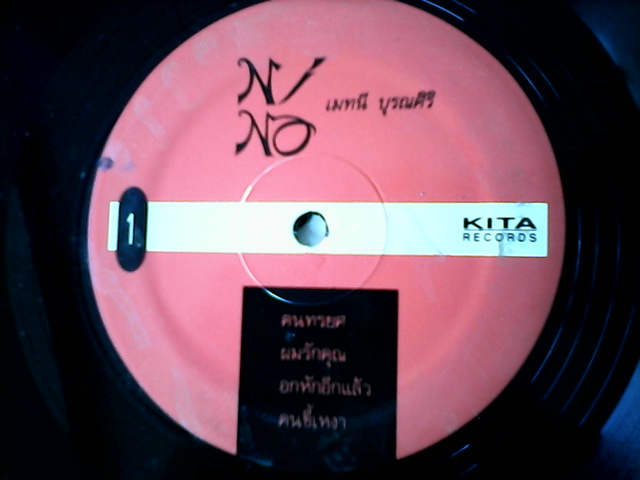 NI
NO
เมทนี บูรณศิริ
1
KITA
RECORDS
คนทรยศ
ผมรักคุณ
อกหักอีกแล้ว
คนขี้เหงา